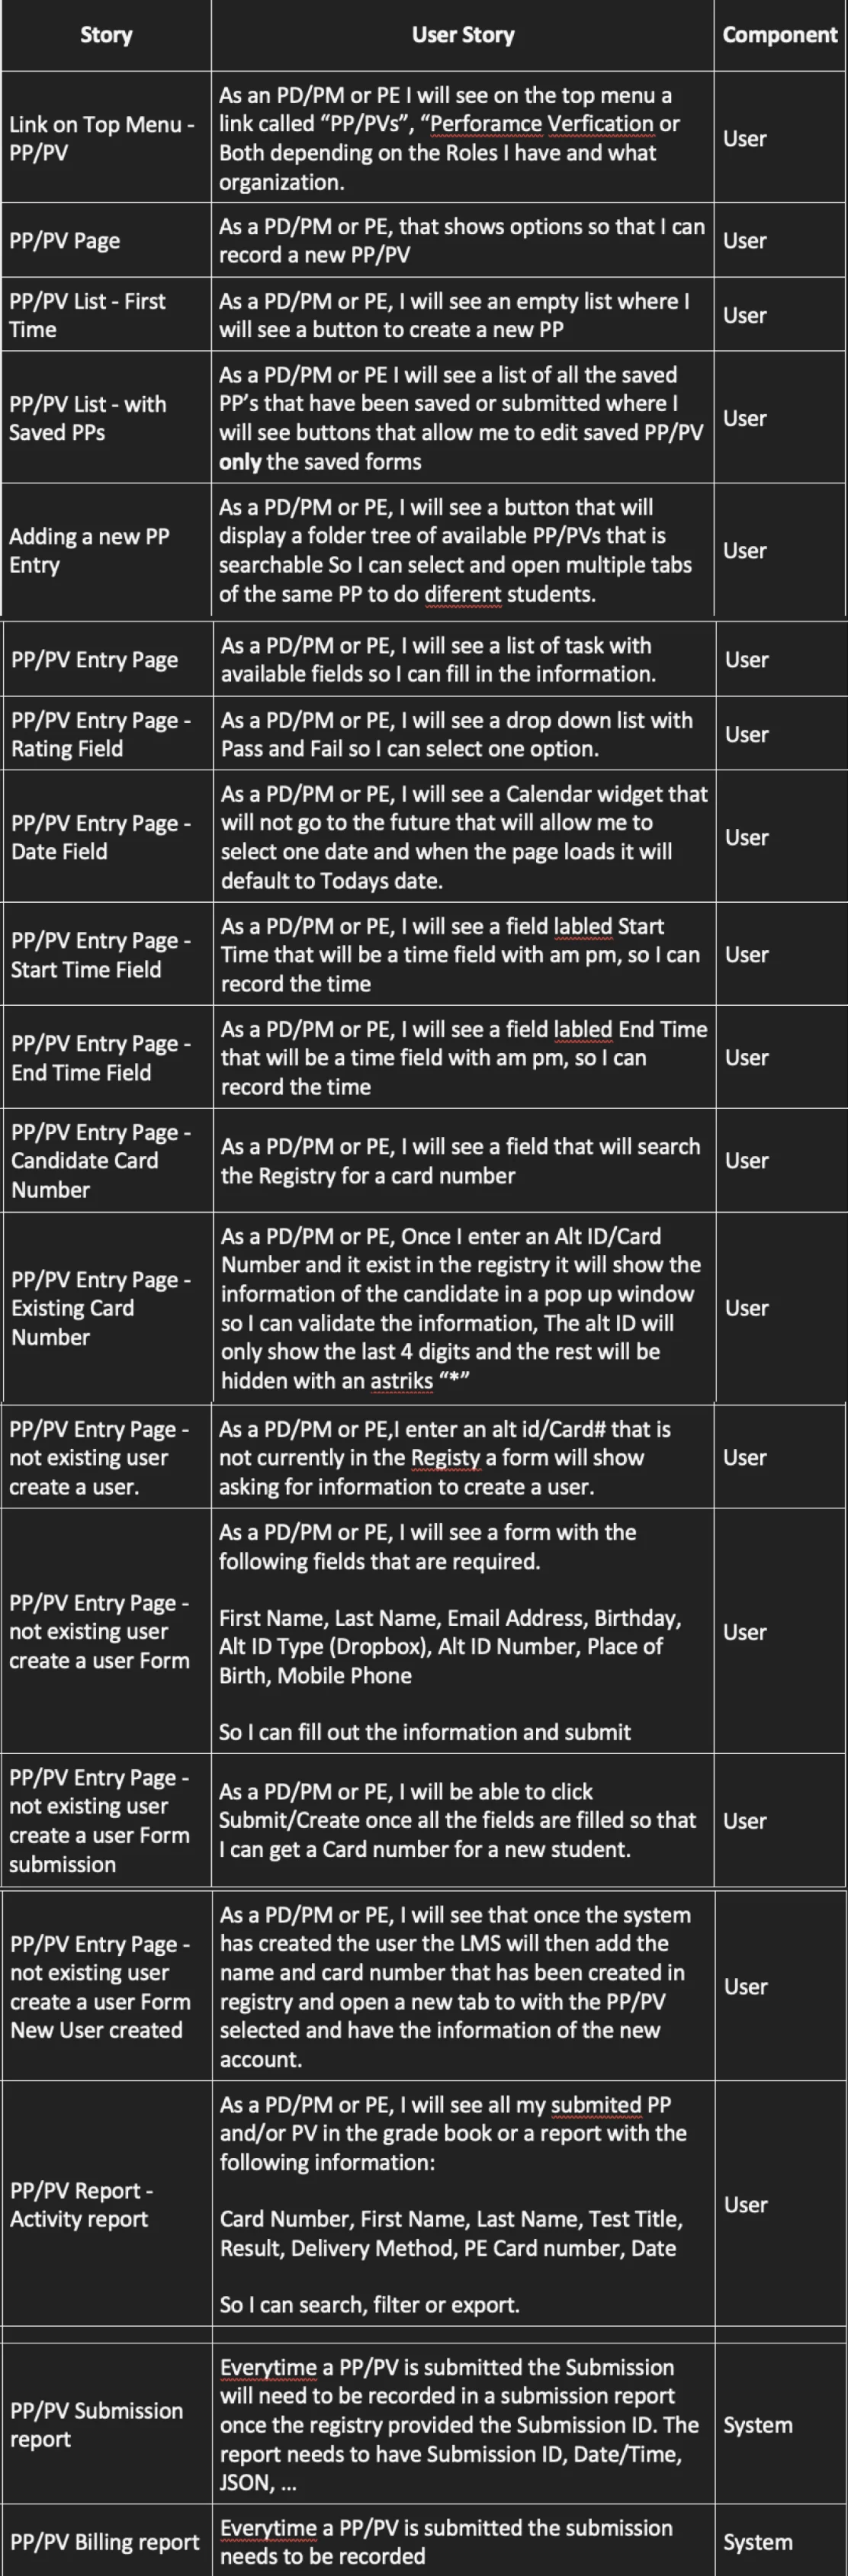 Story
User Story
Component
Link on Top Menu -
PP/PV
As an PD/PM or PE I will see on the top menu a
link called “PP/PVs”, “Perforamce Verfication or
Both depending on the Roles I have and what
organization.
User
PP/PV Page
As a PD/PM or PE, that shows options so that I can
record a new PP/PV
User
PP/PV List - First
Time
As a PD/PM or PE, I will see an empty list where I
will see a button to create a new PP
User
PP/PV List - with
Saved PPs
As a PD/PM or PE I will see a list of all the saved
PP’s that have been saved or submitted where I
will see buttons that allow me to edit saved PP/PV
only the saved forms
User
Adding a new PP
Entry
As a PD/PM or PE, I will see a button that will
display a folder tree of available PP/PVs that is
searchable So I can select and open multiple tabs
of the same PP to do diferent students.
User
PP/PV Entry Page
As a PD/PM or PE, I will see a list of task with
available fields so I can fill in the information.
User
PP/PV Entry Page -
Rating Field
As a PD/PM or PE, I will see a drop down list with
Pass and Fail so I can select one option.
User
PP/PV Entry Page -
Date Field
As a PD/PM or PE, I will see a Calendar widget that
will not go to the future that will allow me to
select one date and when the page loads it will
default to Todays date.
User
PP/PV Entry Page -
Start Time Field
As a PD/PM or PE, I will see a field labled Start
Time that will be a time field with am pm, so I can
record the time
User
PP/PV Entry Page -
End Time Field
As a PD/PM or PE, I will see a field labled End Time
that will be a time field with am pm, so I can
record the time
User
PP/PV Entry Page -
Candidate Card
Number
As a PD/PM or PE, I will see a field that will search
the Registry for a card number
User
PP/PV Entry Page -
Existing Card
Number
As a PD/PM or PE, Once I enter an Alt ID/Card
Number and it exist in the registry it will show the
information of the candidate in a pop up window
so I can validate the information, The alt ID will
only show the last 4 digits and the rest will be
hidden with an astriks “*”
User
PP/PV Entry Page -
not existing user
create a user.
As a PD/PM or PE,I enter an alt id/Card# that is
not currently in the Registy a form will show
asking for information to create a user.
User
PP/PV Entry Page -
not existing user
create a user Form
As a PD/PM or PE, I will see a form with the
following fields that are required.
First Name, Last Name, Email Address, Birthday,
Alt ID Type (Dropbox), Alt ID Number, Place of
Birth, Mobile Phone
So I can fill out the information and submit
User
PP/PV Entry Page -
not existing user
create a user Form
submission
As a PD/PM or PE, I will be able to click
Submit/Create once all the fields are filled so that
I can get a Card number for a new student.
User
PP/PV Entry Page -
not existing user
create a user Form
New User created
As a PD/PM or PE, I will see that once the system
has created the user the LMS will then add the
name and card number that has been created in
registry and open a new tab to with the PP/PV
selected and have the information of the new
account.
User
PP/PV Report -
Activity report
As a PD/PM or PE, I will see all my submited PP
and/or PV in the grade book or a report with the
following information:
Card Number, First Name, Last Name, Test Title,
Result, Delivery Method, PE Card number, Date
So I can search, filter or export.
User
PP/PV Submission
report
Everytime a PP/PV is submitted the Submission
will need to be recorded in a submission report
once the registry provided the Submission ID. The
report needs to have Submission ID, Date/Time,
JSON, ...
System
PP/PV Billing report
Everytime a PP/PV is submitted the submission
needs to be recorded
System